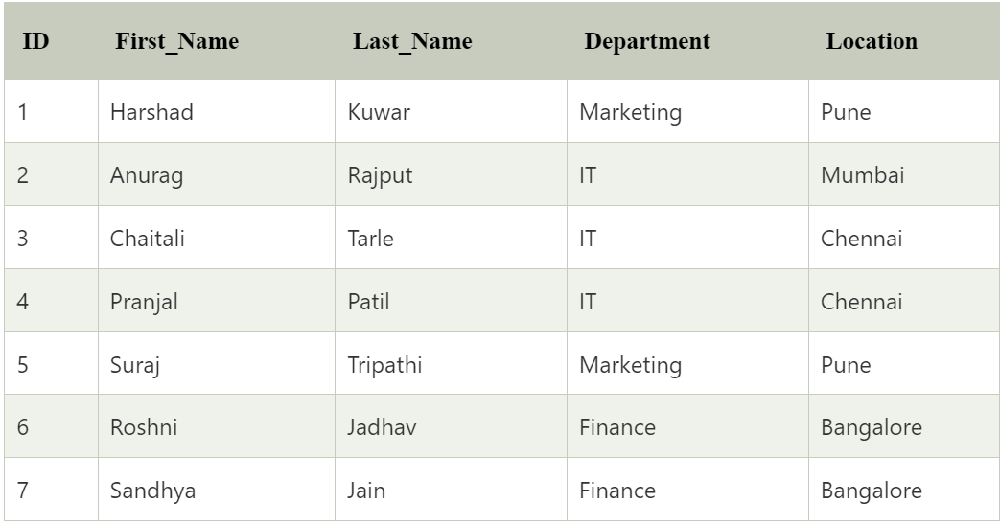 ID First_Name Last_Name Department Location
1 Harshad Kuwar Marketing Pune
2 Anurag Rajput IT Mumbai
3 Chaitali Tarle IT Chennai
4 Pranjal Patil IT Chennai
5 Suraj Tripathi Marketing Pune
6 Roshni Jadhav Finance Bangalore
7 Sandhya Jain Finance Bangalore